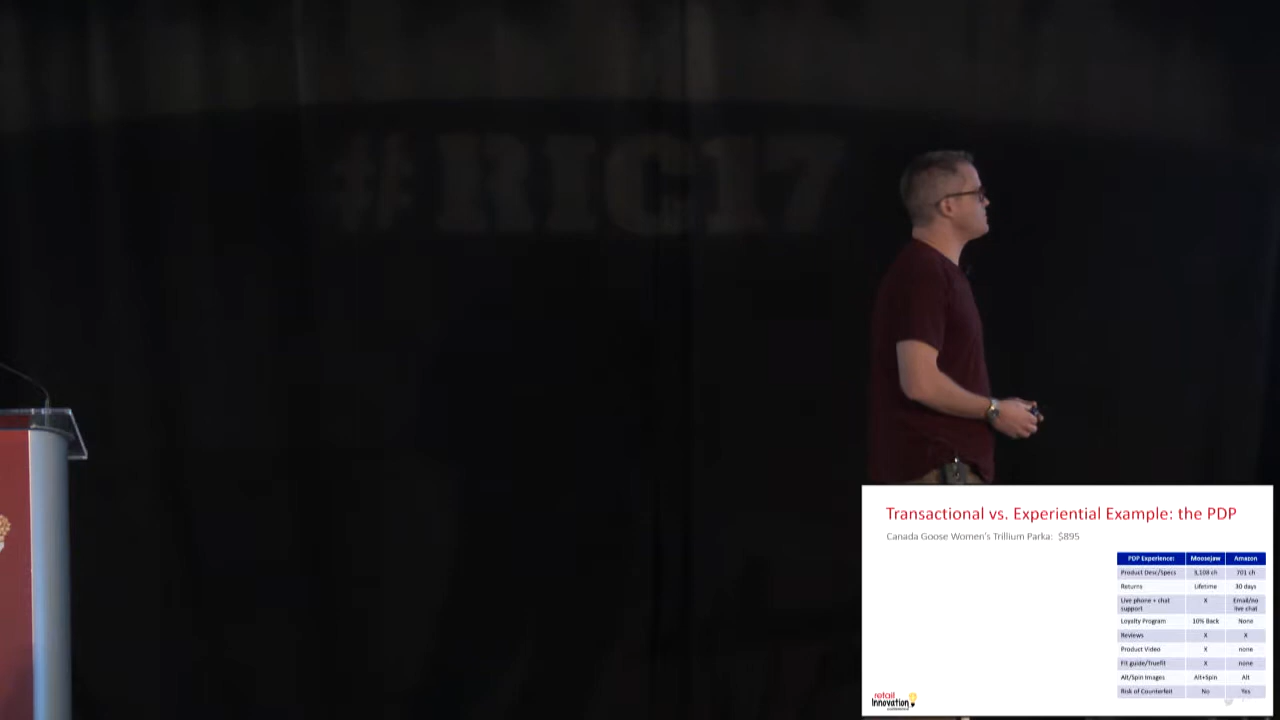 #RIC17
Transactional vs. Experiential Example: the PDP
Canada Goose Women's Trillium Parka: $895
PDP Experience: Moosejaw Amazon
Product Desc/Specs 3,108 ch 701 ch
Returns Lifetime 30 days
Live phone + chat support X Email/no live chat
Loyalty Program 10% Back None
Reviews X X
Product Video X none
Fit guide/Truefit X none
Alt/Spin Images Alt+Spin Alt
Risk of Counterfeit No Yes
retail
innovation
conference